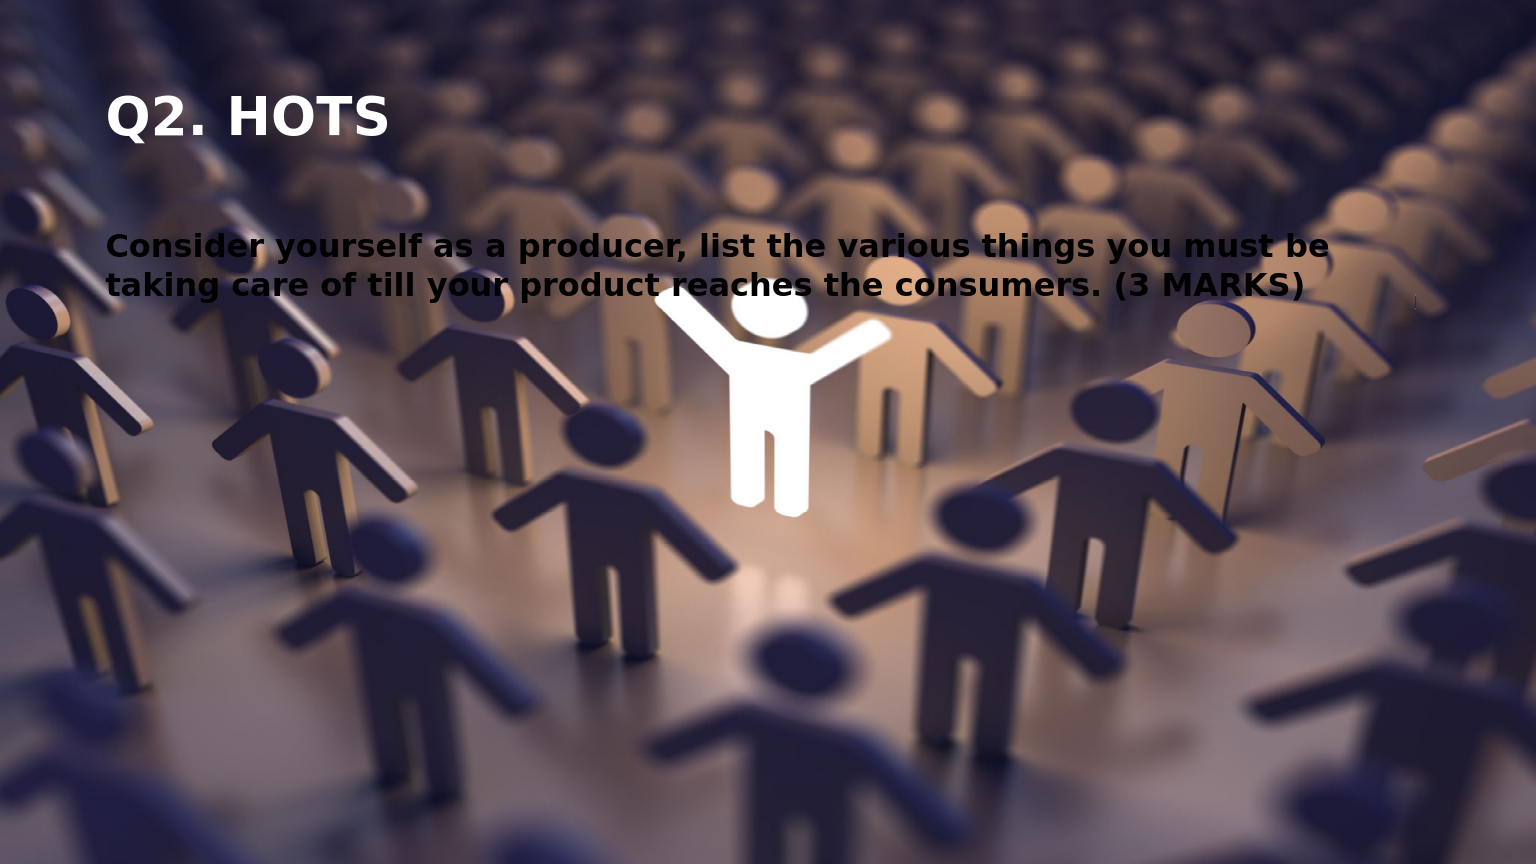 Q2. HOTS
Consider yourself as a producer, list the various things you must be
taking care of till your product reaches the consumers. (3 MARKS)